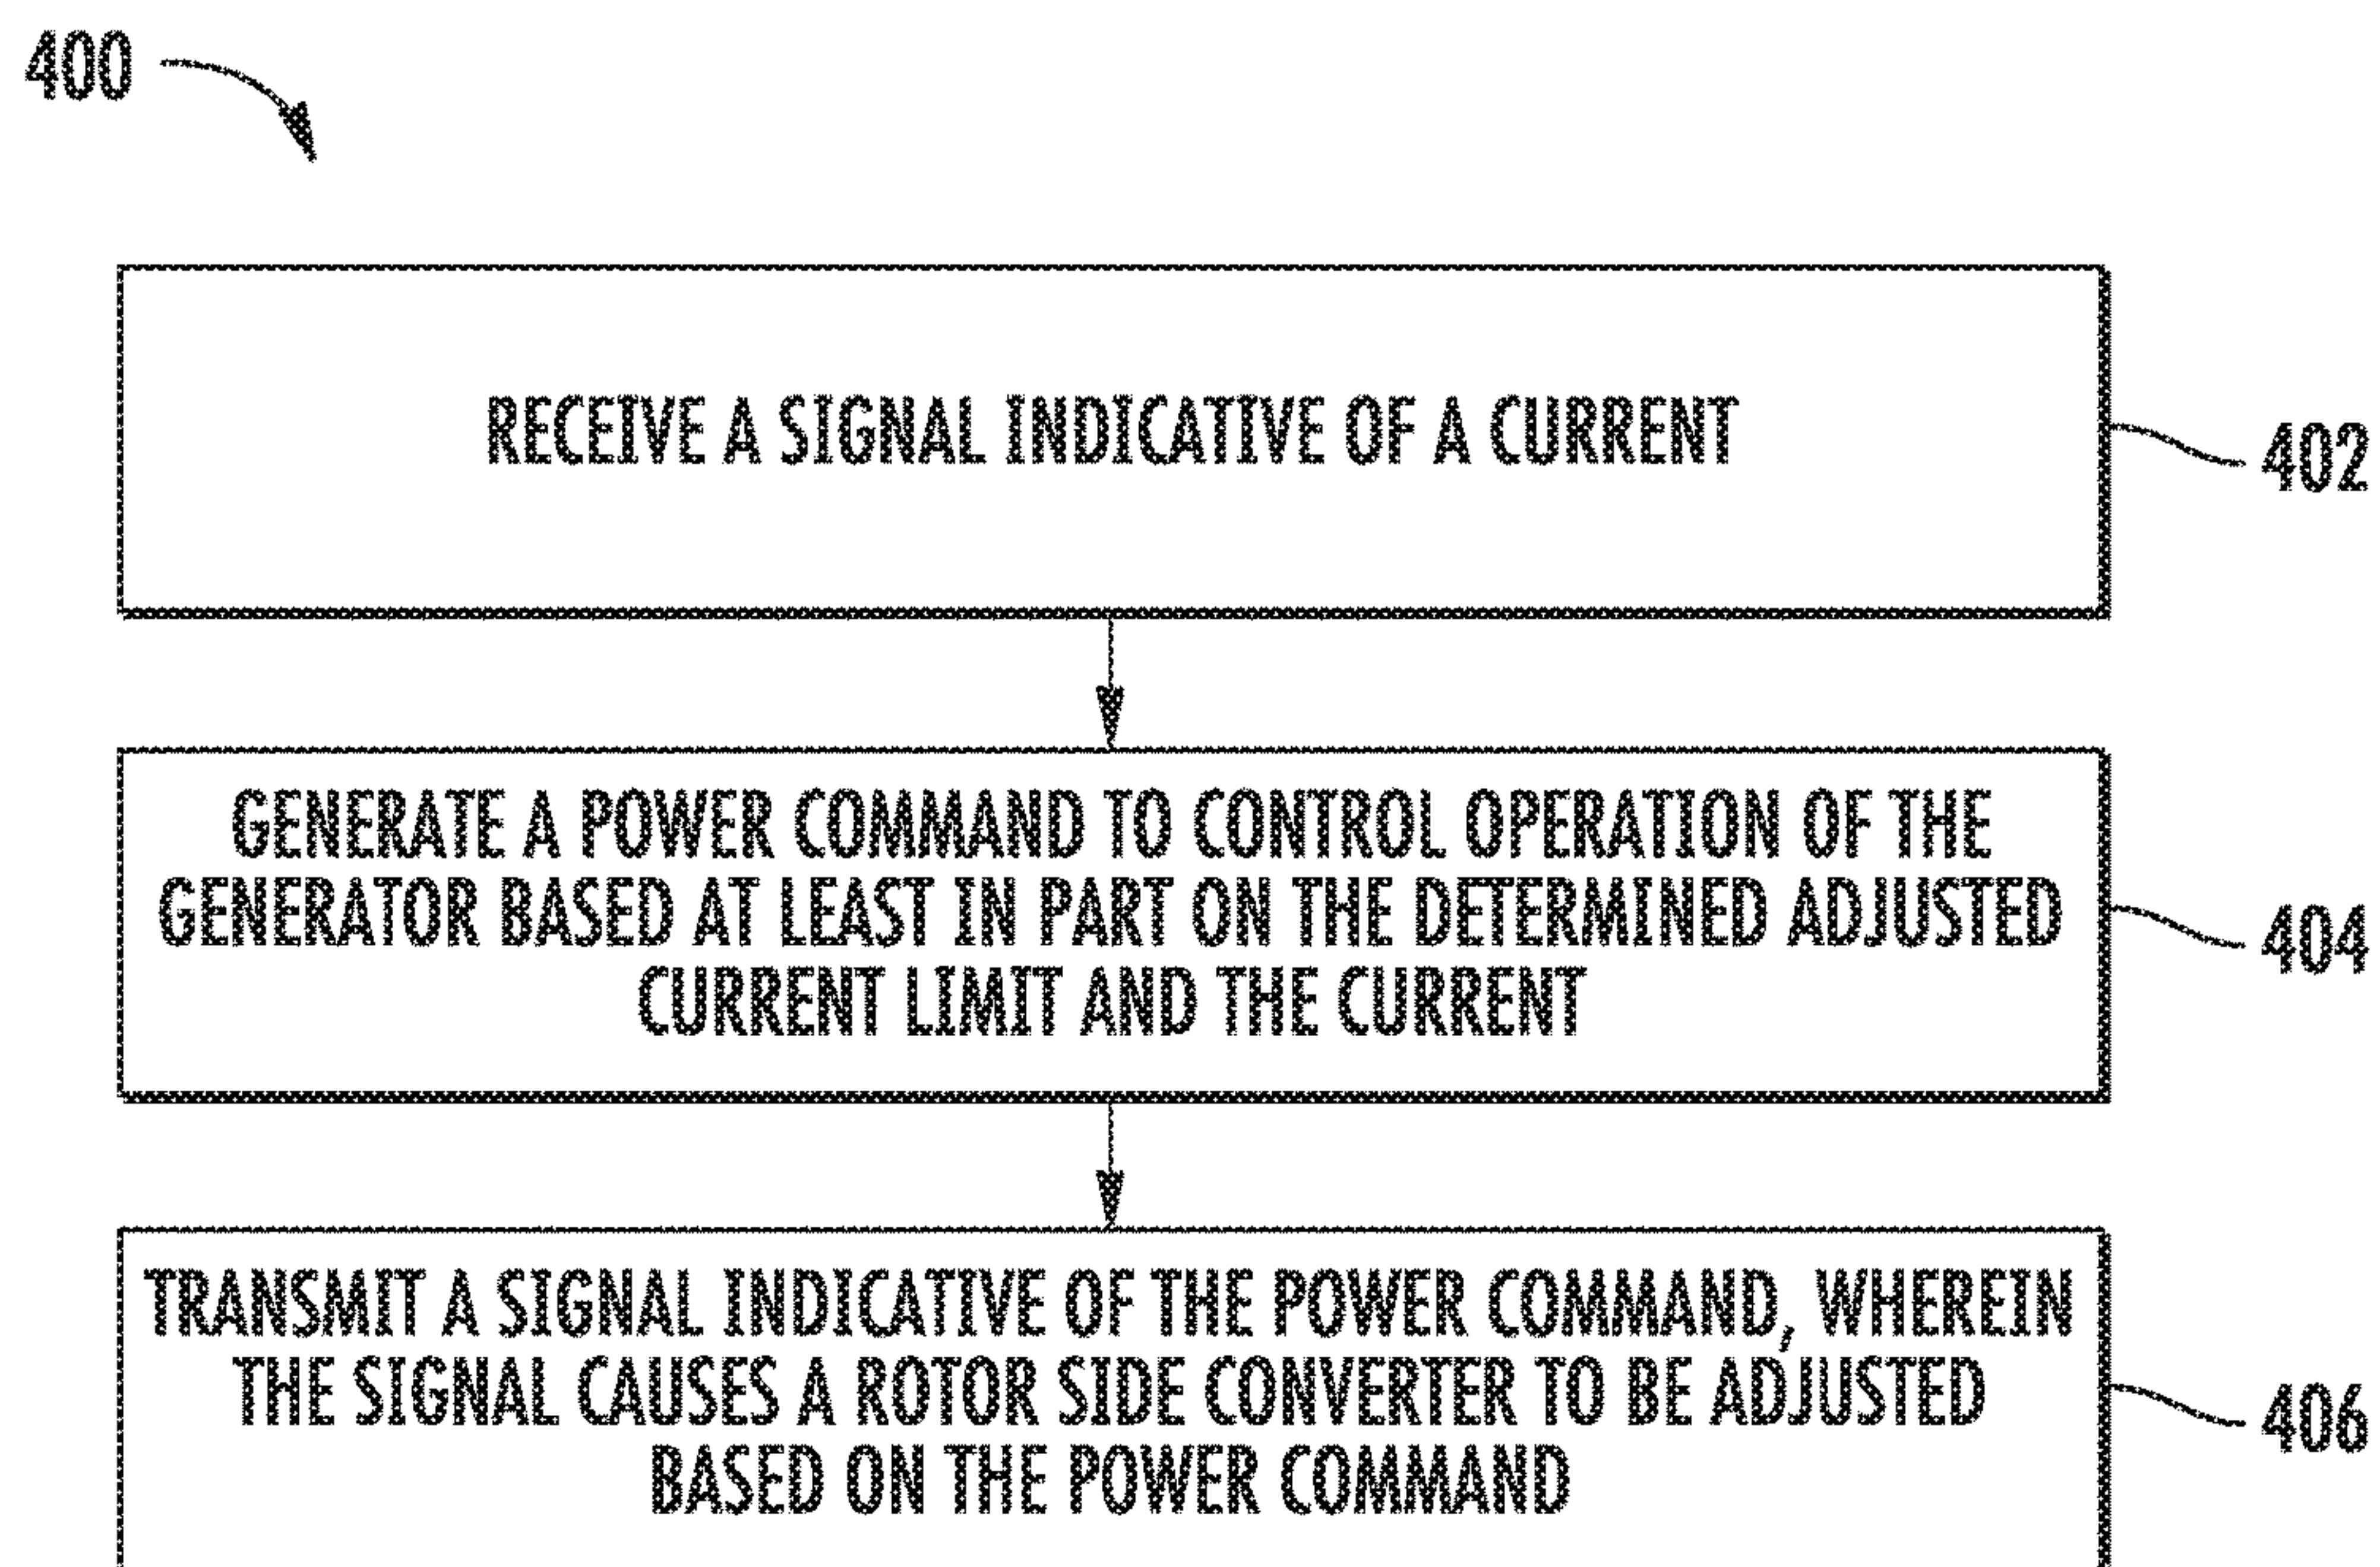 400
RECEIVE A SIGNAL INDICATIVE OF A CURRENT
402
GENERATE A POWER COMMAND TO CONTROL OPERATION OF THE
GENERATOR BASED AT LEAST IN PART ON THE DETERMINED ADJUSTED
CURRENT LIMIT AND THE CURRENT
404
TRANSMIT A SIGNAL INDICATIVE OF THE POWER COMMAND, WHEREIN
THE SIGNAL CAUSES A ROTOR SIDE CONVERTER TO BE ADJUSTED
BASED ON THE POWER COMMAND
406